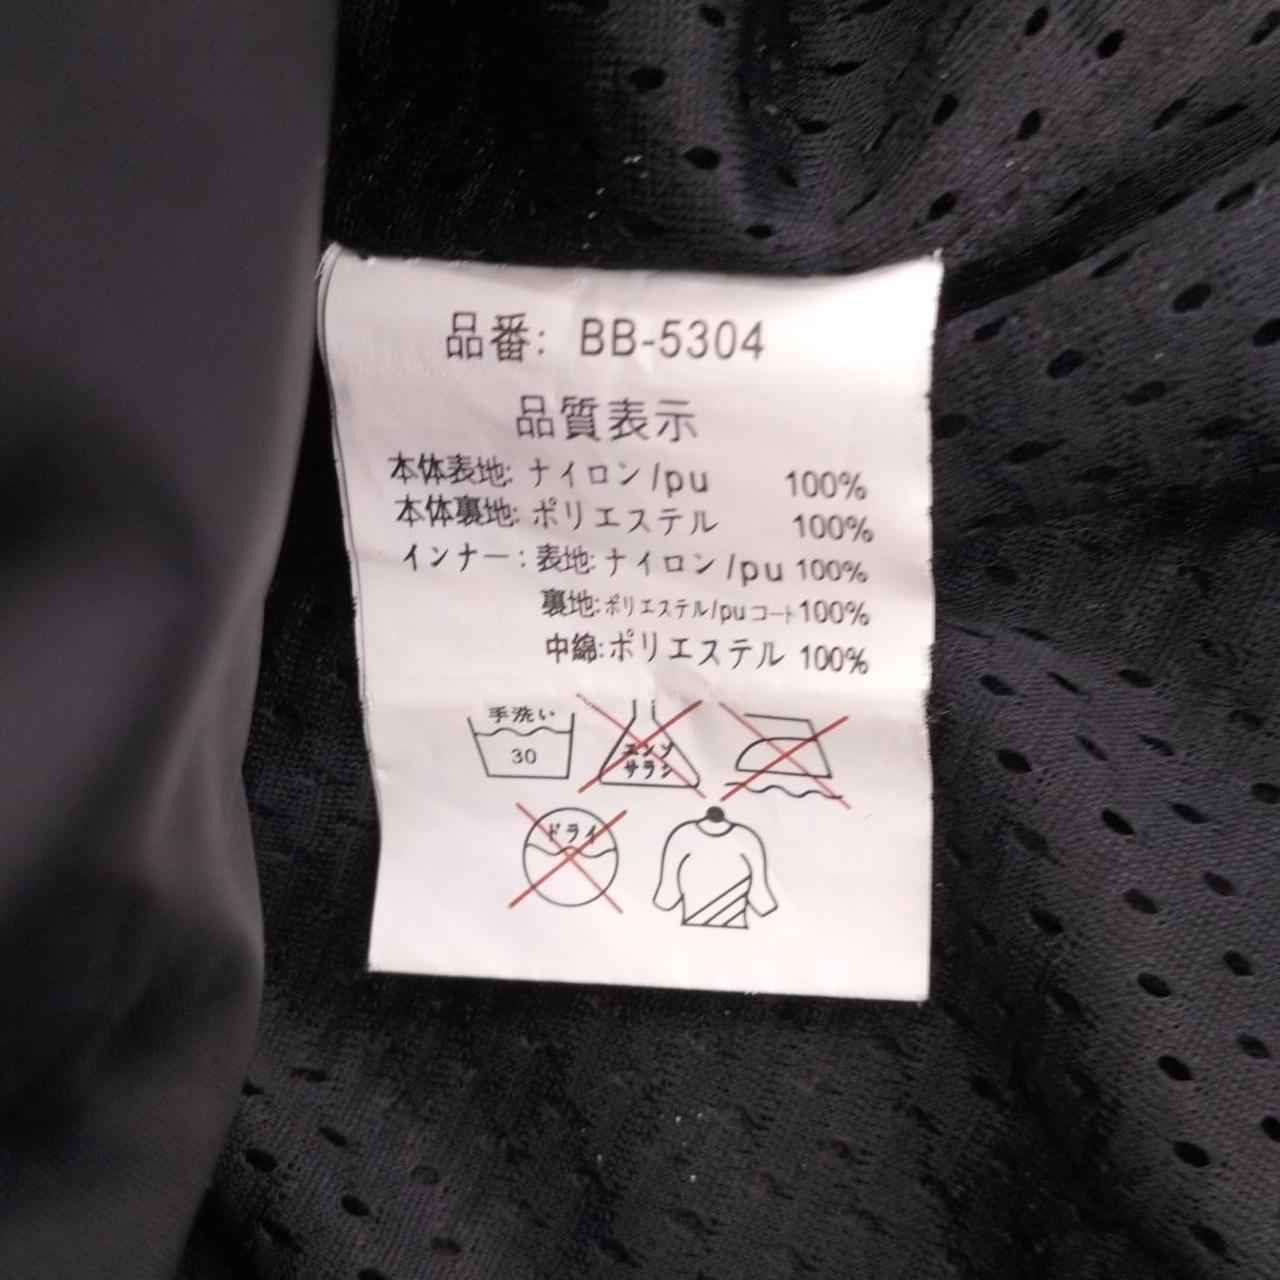 品番: BB-5304
品質表示
本体表地: ナイロン/pu 100%
本体裏地: ポリエステル 100%
インナー: 表地: ナイロン/pu 100%
裏地: ポリエステル/puコート 100%
中綿: ポリエステル 100%
手洗い
30
エンソ
サラシ
ドライ